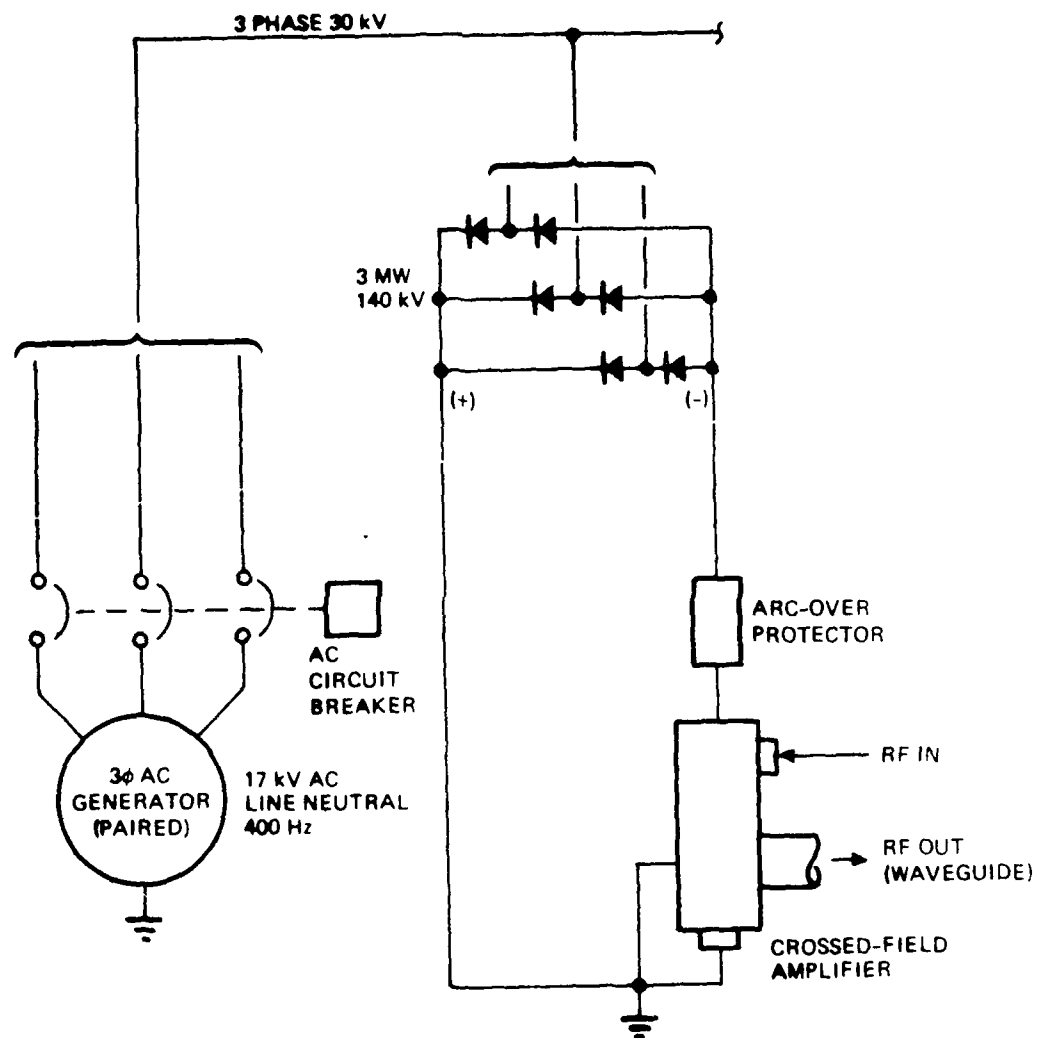 3 PHASE 30 kV
3 MW
140 kV
(+)
(-)
ARC-OVER
PROTECTOR
AC
CIRCUIT
BREAKER
3ϕ AC
GENERATOR
(PAIRED)
17 kV AC
LINE NEUTRAL
400 Hz
RF IN
RF OUT
(WAVEGUIDE)
CROSSED-FIELD
AMPLIFIER